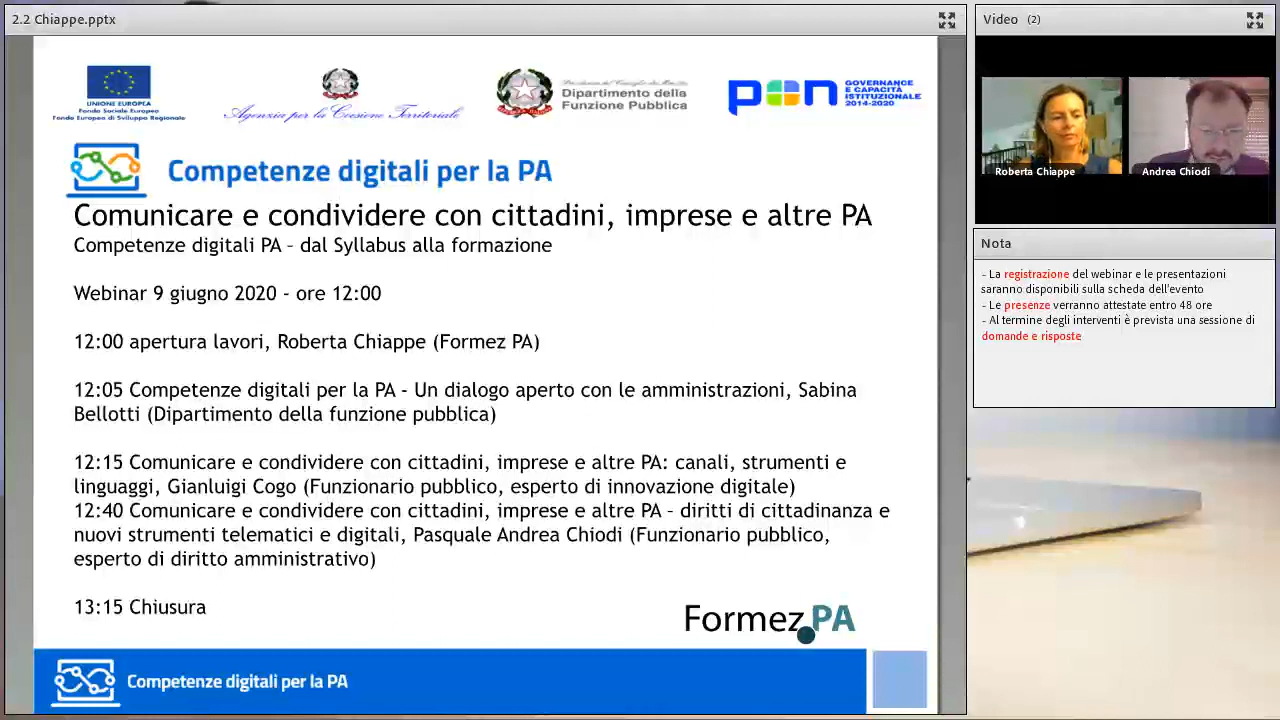 2.2 Chiappe.pptx
UNIONE EUROPEA
Fondo Sociale Europeo
Fondo Europeo di Sviluppo Regionale
Agenzia per la Coesione Territoriale
Presidenza del Consiglio dei Ministri
Dipartimento della
Funzione Pubblica
pon
GOVERNANCE
E CAPACITÀ
ISTITUZIONALE
2014-2020
Competenze digitali per la PA
Comunicare e condividere con cittadini, imprese e altre PA
Competenze digitali PA – dal Syllabus alla formazione
Webinar 9 giugno 2020 - ore 12:00
12:00 apertura lavori, Roberta Chiappe (Formez PA)
12:05 Competenze digitali per la PA - Un dialogo aperto con le amministrazioni, Sabina
Bellotti (Dipartimento della funzione pubblica)
12:15 Comunicare e condividere con cittadini, imprese e altre PA: canali, strumenti e
linguaggi, Gianluigi Cogo (Funzionario pubblico, esperto di innovazione digitale)
12:40 Comunicare e condividere con cittadini, imprese e altre PA – diritti di cittadinanza e
nuovi strumenti telematici e digitali, Pasquale Andrea Chiodi (Funzionario pubblico,
esperto di diritto amministrativo)
13:15 Chiusura
Formez PA
Competenze digitali per la PA
Video (2)
Roberta Chiappe
Andrea Chiodi
Nota
- La registrazione del webinar e le presentazioni
saranno disponibili sulla scheda dell'evento
- Le presenze verranno attestate entro 48 ore
- Al termine degli interventi è prevista una sessione di
domande e risposte